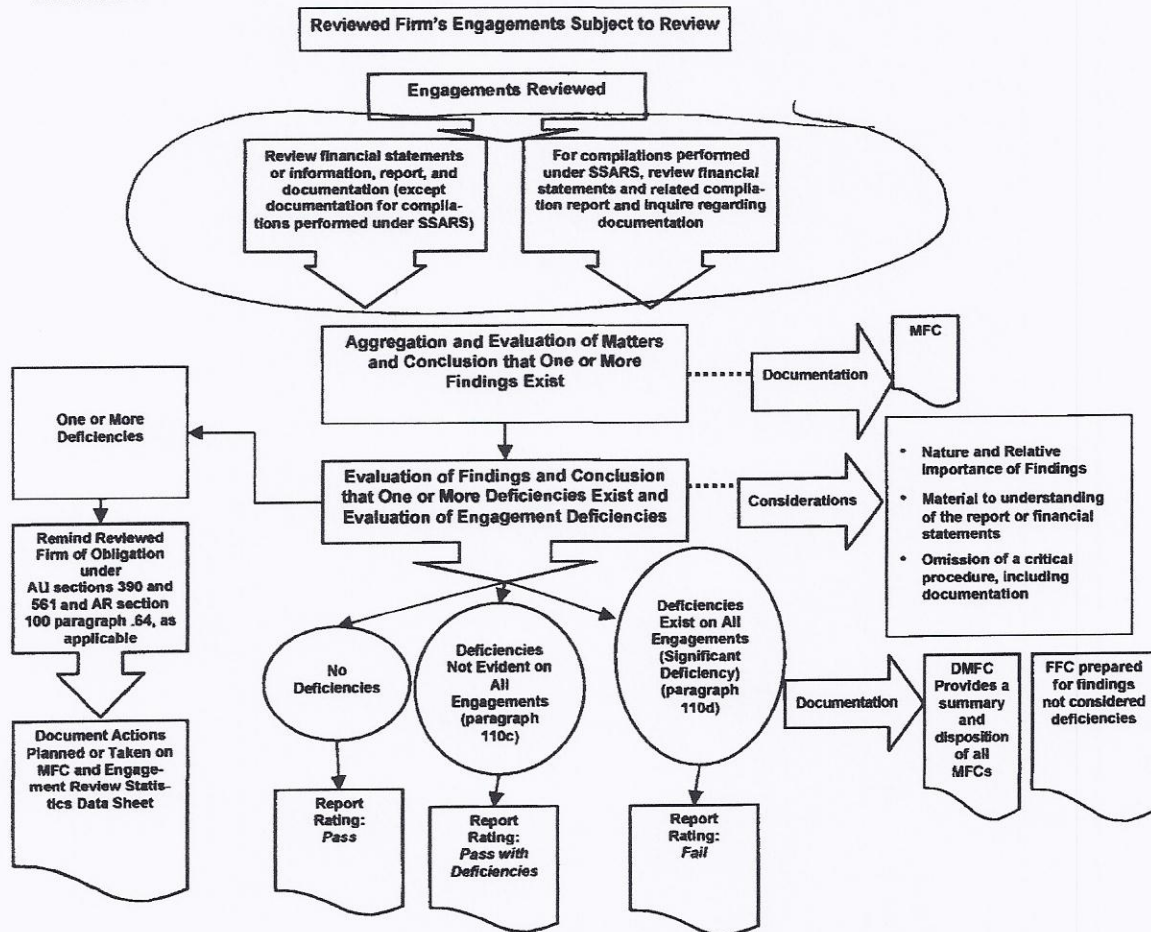 Reviewed Firm's Engagements Subject to Review
Engagements Reviewed
Review financial statements
or information, report, and
documentation (except
documentation for compila-
tions performed under SSARS)
For compilations performed
under SSARS, review financial
statements and related compila-
tion report and inquire regarding
documentation
Aggregation and Evaluation of Matters
and Conclusion that One or More
Findings Exist
Documentation
MFC
One or More
Deficiencies
Evaluation of Findings and Conclusion
that One or More Deficiencies Exist and
Evaluation of Engagement Deficiencies
Considerations
• Nature and Relative
Importance of Findings
• Material to understanding
of the report or financial
statements
• Omission of a critical
procedure, including
documentation
Remind Reviewed
Firm of Obligation
under
AU sections 390 and
561 and AR section
100 paragraph .64, as
applicable
Document Actions
Planned or Taken on
MFC and Engage-
ment Review Statis-
tics Data Sheet
No
Deficiencies
Deficiencies
Not Evident on
All
Engagements
(paragraph
110c)
Deficiencies
Exist on All
Engagements
(Significant
Deficiency)
(paragraph
110d)
Documentation
DMFC
Provides a
summary
and
disposition
of all
MFCs
FFC prepared
for findings
not considered
deficiencies
Report
Rating:
Pass
Report
Rating:
Pass with
Deficiencies
Report
Rating:
Fail